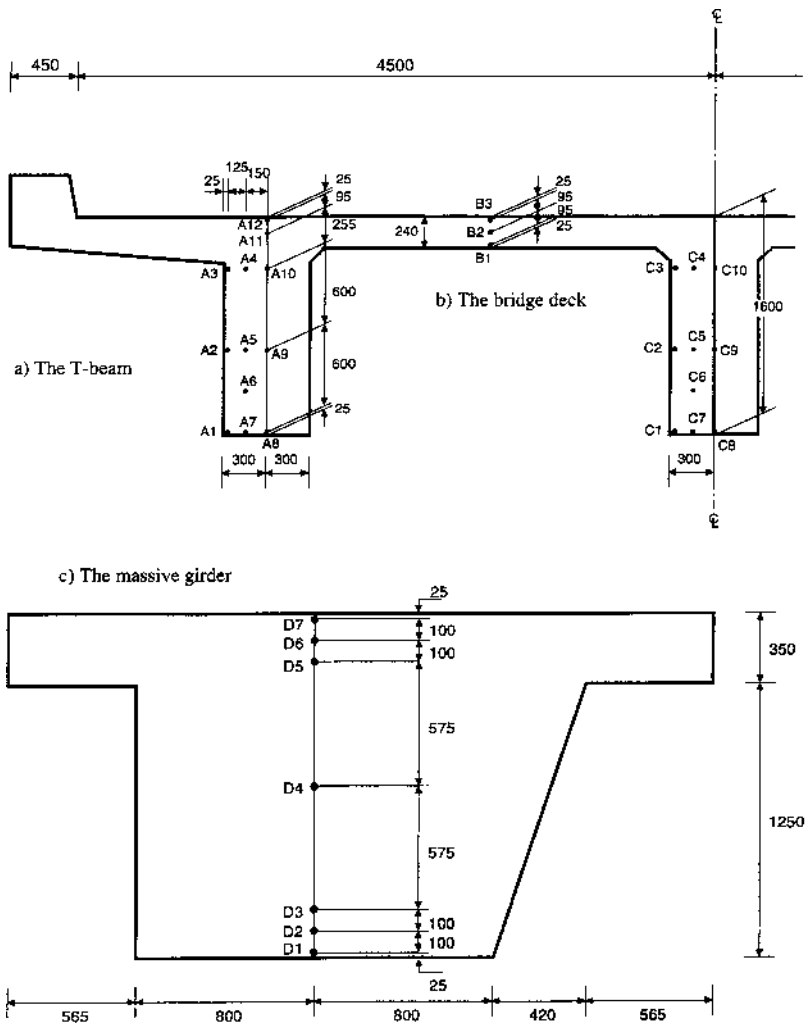 ℄
450
4500
125
150
25
25
95
255
A12
A11
A3
A4
A10
600
A2
A5
A9
A6
600
25
A1
A7
A8
300
300
240
B3
B2
B1
25
95
95
25
C3
C4
C10
1600
C2
C5
C9
C6
C1
C7
C8
300
℄
a) The T-beam
b) The bridge deck
c) The massive girder
25
D7
100
D6
100
D5
575
D4
575
D3
100
D2
100
D1
25
350
1250
565
800
800
420
565